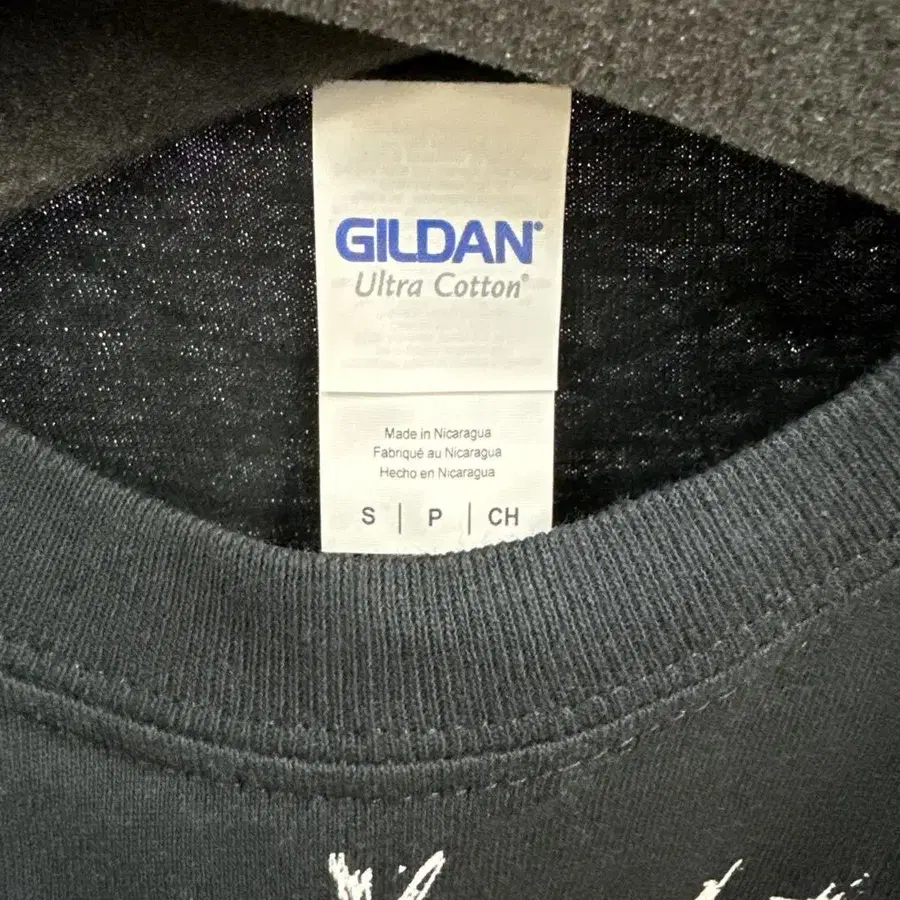 GILDAN®
Ultra Cotton®
Made in Nicaragua
Fabriqué au Nicaragua
Hecho en Nicaragua
S | P | CH